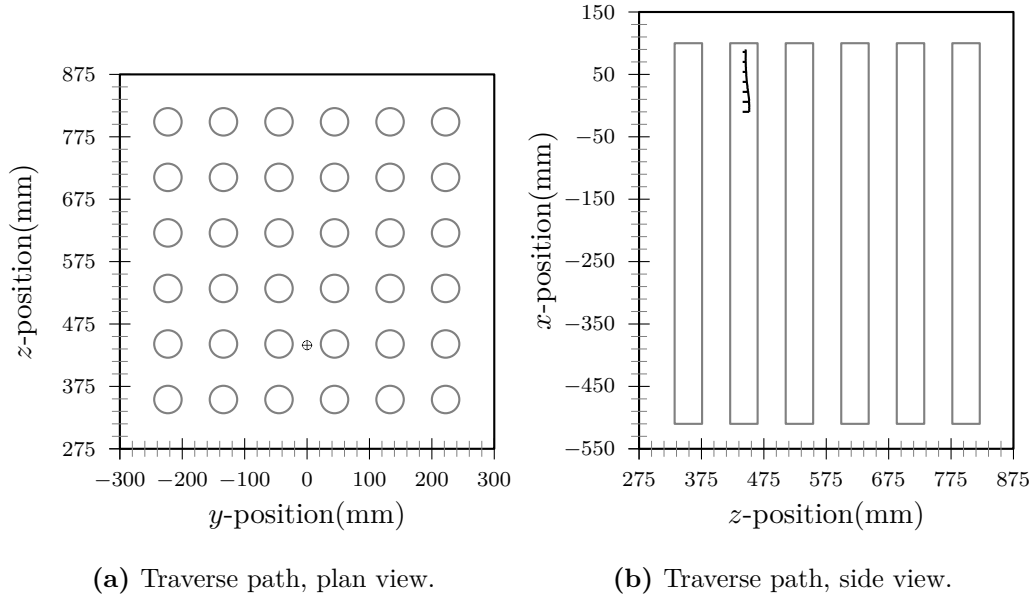 875
775
675
575
475
375
275
−300 −200 −100 0 100 200 300
z-position(mm)
y-position(mm)
(a) Traverse path, plan view.
150
50
−50
−150
−250
−350
−450
−550
275 375 475 575 675 775 875
x-position(mm)
z-position(mm)
(b) Traverse path, side view.